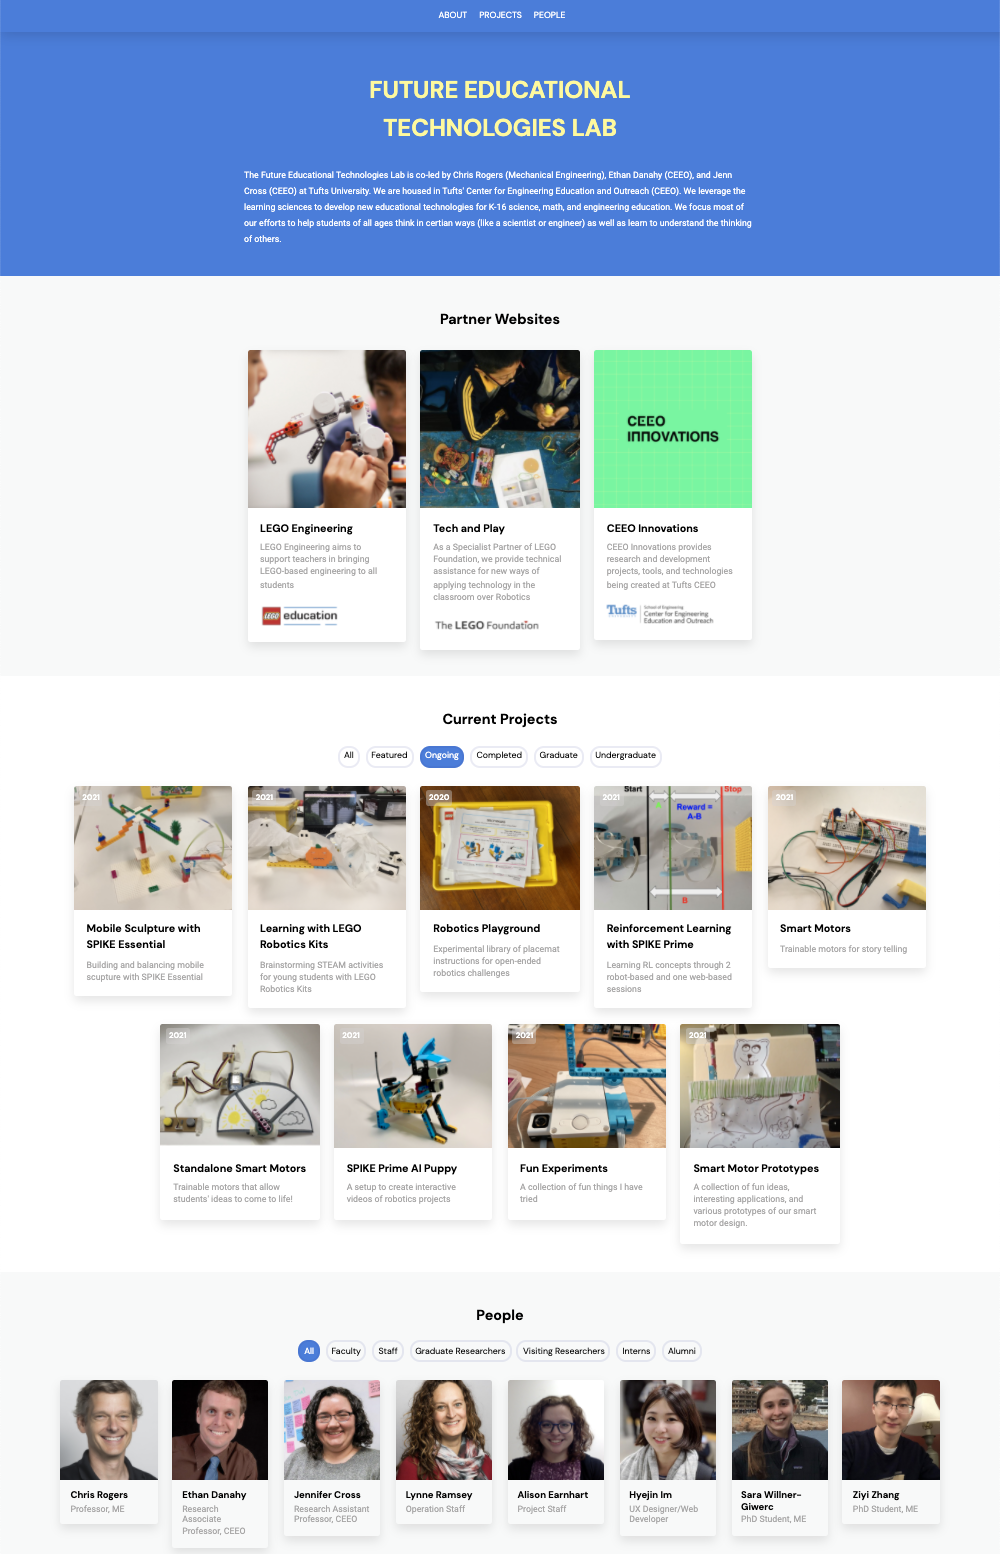 ABOUT PROJECTS PEOPLE
FUTURE EDUCATIONAL
TECHNOLOGIES LAB
The Future Educational Technologies Lab is co-led by Chris Rogers (Mechanical Engineering), Ethan Danahy (CEEO), and Jenn
Cross (CEEO) at Tufts University. We are housed in Tufts' Center for Engineering Education and Outreach (CEEO). We leverage the
learning sciences to develop new educational technologies for K-16 science, math, and engineering education. We focus most of
our efforts to help students of all ages think in certian ways (like a scientist or engineer) as well as learn to understand the thinking
of others.
Partner Websites
CEEO
INNOVATIONS
LEGO Engineering
LEGO Engineering aims to
support teachers in bringing
LEGO-based engineering to all
students
LEGO education
Tech and Play
As a Specialist Partner of LEGO
Foundation, we provide technical
assistance for new ways of
applying technology in the
classroom over Robotics
The LEGO Foundation
CEEO Innovations
CEEO Innovations provides
research and development
projects, tools, and technologies
being created at Tufts CEEO
Tufts
School of Engineering
Center for Engineering
Education and Outreach
Current Projects
All Featured Ongoing Completed Graduate Undergraduate
2021
Mobile Sculpture with
SPIKE Essential
Building and balancing mobile
scupture with SPIKE Essential
2021
Learning with LEGO
Robotics Kits
Brainstorming STEAM activities
for young students with LEGO
Robotics Kits
2020
Robotics Playground
Experimental library of placemat
instructions for open-ended
robotics challenges
2021
Start Stop
Reward =
A-B
B
Reinforcement Learning
with SPIKE Prime
Learning RL concepts through 2
robot-based and one web-based
sessions
2021
Smart Motors
Trainable motors for story telling
2021
Standalone Smart Motors
Trainable motors that allow
students' ideas to come to life!
2021
SPIKE Prime AI Puppy
A setup to create interactive
videos of robotics projects
2021
Fun Experiments
A collection of fun things I have
tried
2021
Smart Motor Prototypes
A collection of fun ideas,
interesting applications, and
various prototypes of our smart
motor design.
People
All Faculty Staff Graduate Researchers Visiting Researchers Interns Alumni
Chris Rogers
Professor, ME
Ethan Danahy
Research
Associate
Professor, CEEO
Jennifer Cross
Research Assistant
Professor, CEEO
Lynne Ramsey
Operation Staff
Alison Earnhart
Project Staff
Hyejin Im
UX Designer/Web
Developer
Sara Willner-
Giwerc
PhD Student, ME
Ziyi Zhang
PhD Student, ME